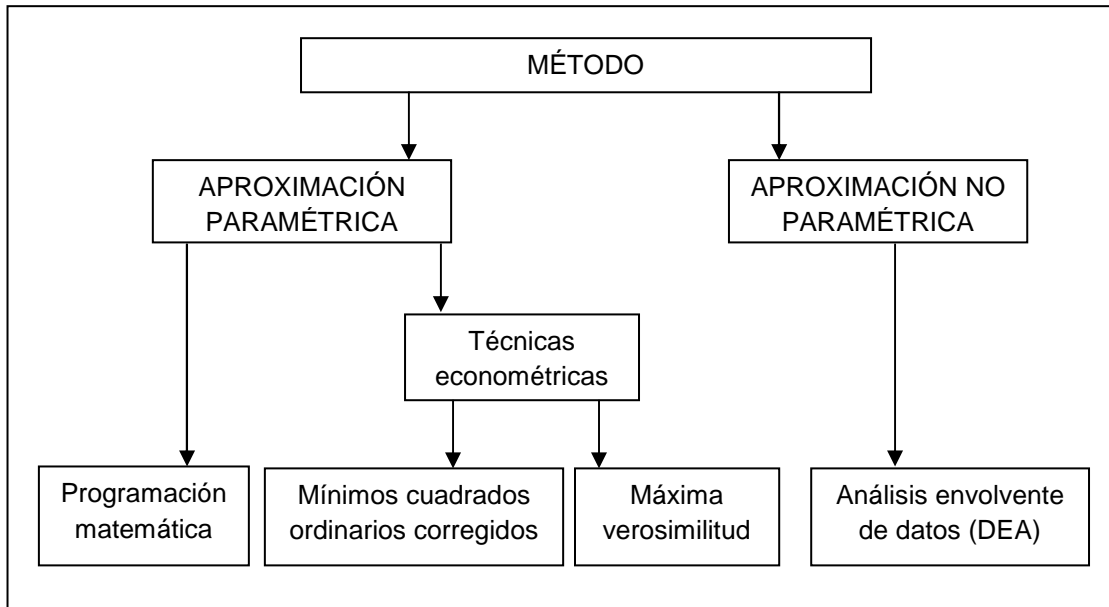 MÉTODO
APROXIMACIÓN
PARAMÉTRICA
APROXIMACIÓN NO
PARAMÉTRICA
Técnicas
econométricas
Programación
matemática
Mínimos cuadrados
ordinarios corregidos
Máxima
verosimilitud
Análisis envolvente
de datos (DEA)